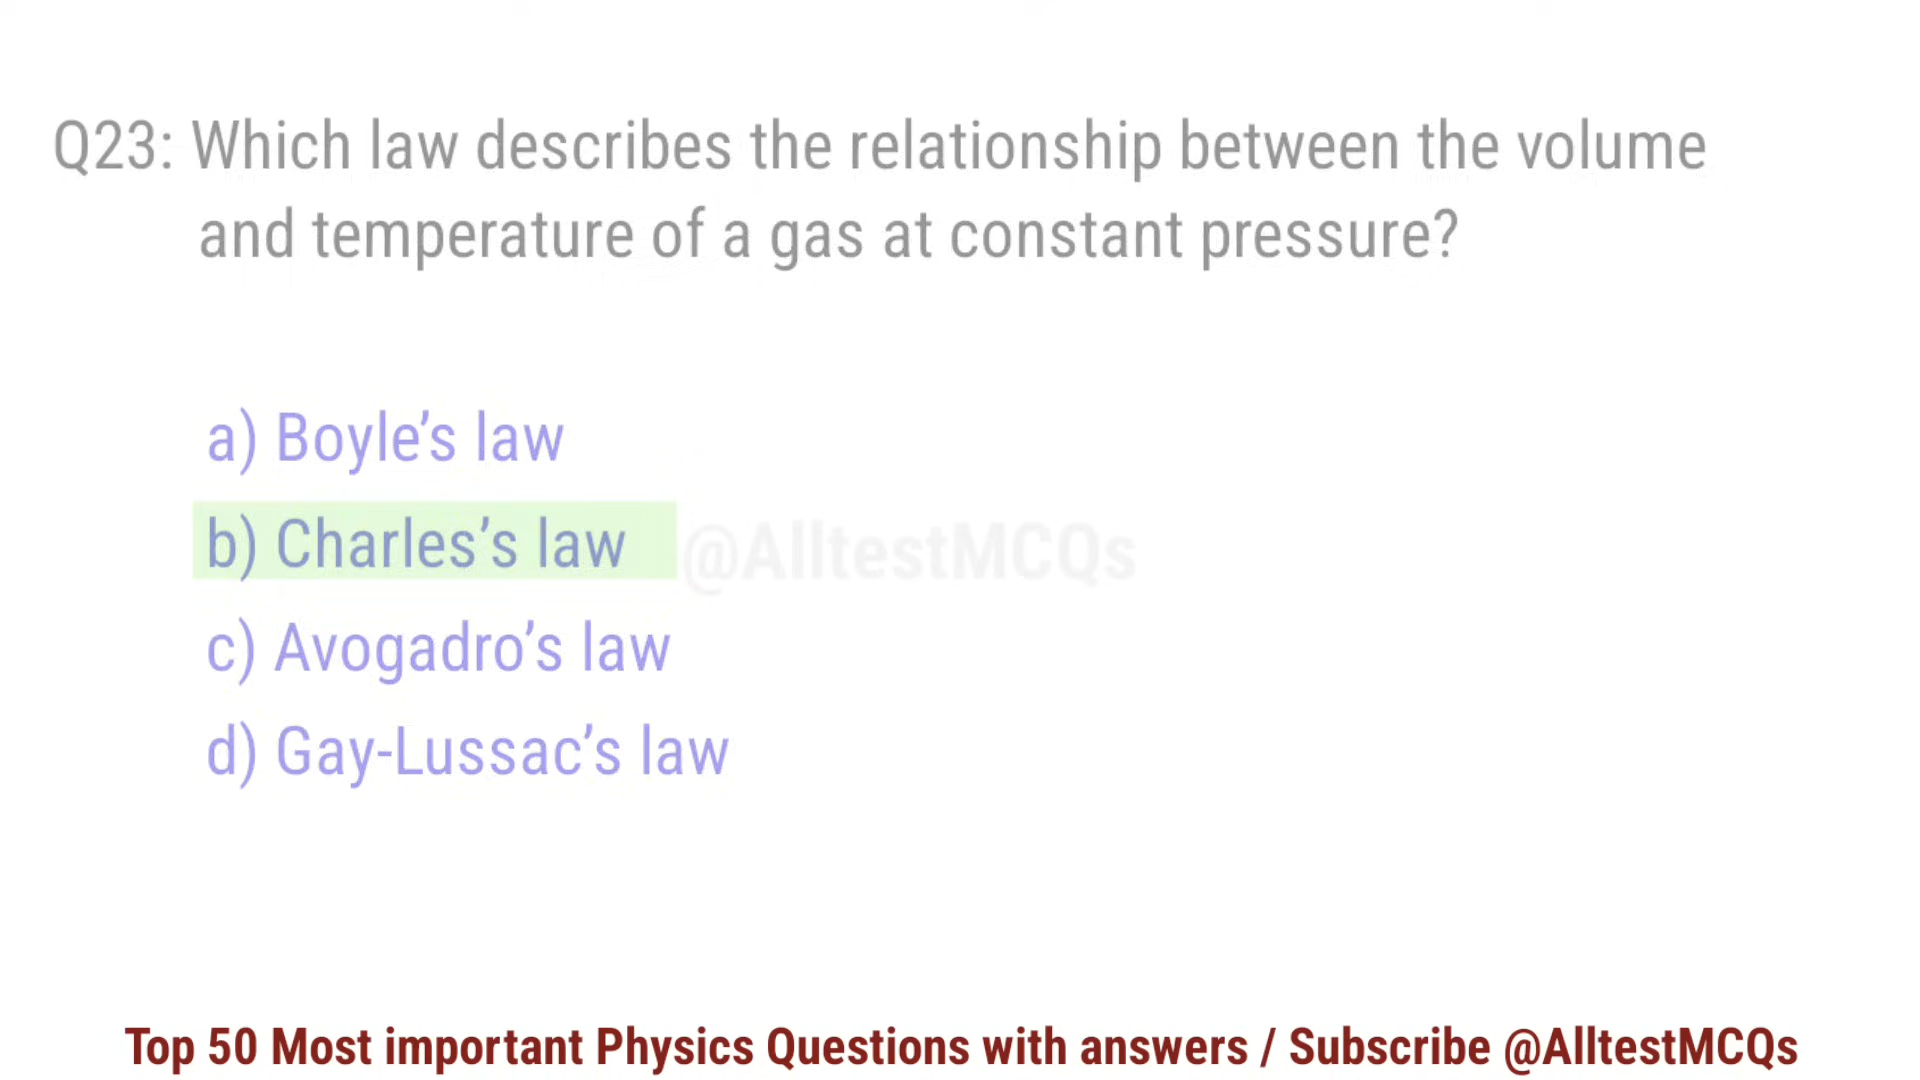 Q23: Which law describes the relationship between the volume
and temperature of a gas at constant pressure?
a) Boyle’s law
b) Charles’s law
@AlltestMCQs
c) Avogadro’s law
d) Gay-Lussac’s law
Top 50 Most important Physics Questions with answers / Subscribe @AlltestMCQs